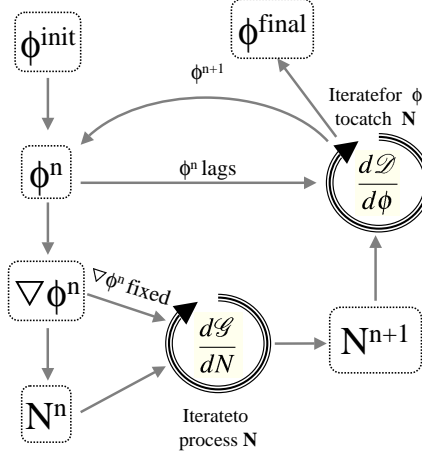 ϕ^init
ϕ^final
ϕ^n+1
Iteratefor ϕ
tocatch N
ϕ^n
ϕ^n lags
d𝒟
dϕ
∇ϕ^n
∇ϕ^n fixed
d𝒢
dN
N^n+1
N^n
Iterateto
process N